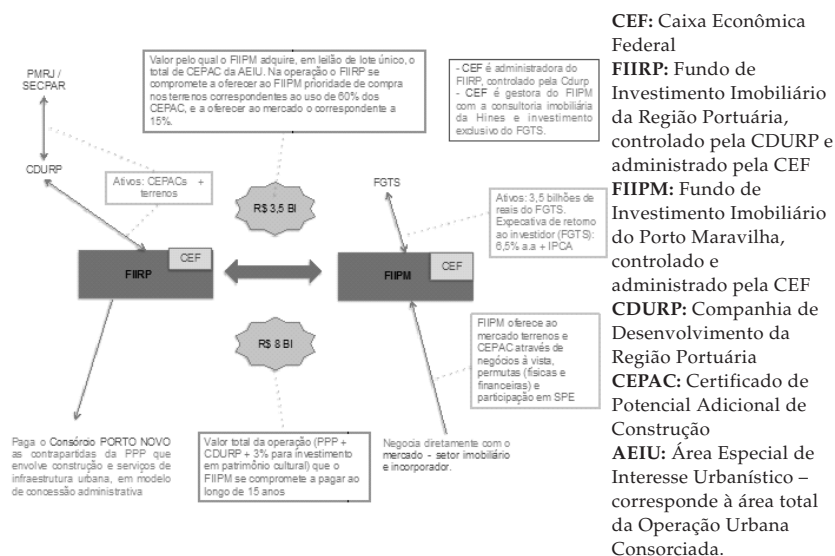 PMRJ /
SECPAR
CDURP
Valor pelo qual o FIIPM adquire, em leilão de lote único, o
total de CEPAC da AEIU. Na operação o FIIRP se
compromete a oferecer ao FIIPM prioridade de compra
nos terrenos correspondentes ao uso de 60% dos
CEPAC, e a oferecer ao mercado o correspondente a
15%.
- CEF é administradora do
FIIRP, controlado pela Cdurp
- CEF é gestora do FIIPM
com a consultoria imobiliária
da Hines e investimento
exclusivo do FGTS.
Ativos: CEPACs +
terrenos
R$ 3,5 BI
FGTS
Ativos: 3,5 bilhões de
reais do FGTS.
Expecativa de retorno
ao investidor (FGTS):
6,5% a.a + IPCA
FIIRP
CEF
FIIPM
CEF
R$ 8 BI
FIIPM oferece ao
mercado terrenos e
CEPAC através de
negócios à vista,
permutas (físicas e
financeiras) e
participação em SPE
Paga o Consórcio PORTO NOVO
as contrapartidas da PPP que
envolve construção e serviços de
infraestrutura urbana, em modelo
de concessão administrativa
Valor total da operação (PPP +
CDURP + 3% para investimento
em patrimônio cultural) que o
FIIPM se compromete a pagar ao
longo de 15 anos
Negocia diretamente com o
mercado - setor imobiliário
e incorporador.
CEF: Caixa Econômica
Federal
FIIRP: Fundo de
Investimento Imobiliário
da Região Portuária,
controlado pela CDURP e
administrado pela CEF
FIIPM: Fundo de
Investimento Imobiliário
do Porto Maravilha,
controlado e
administrado pela CEF
CDURP: Companhia de
Desenvolvimento da
Região Portuária
CEPAC: Certificado de
Potencial Adicional de
Construção
AEIU: Área Especial de
Interesse Urbanístico –
corresponde à área total
da Operação Urbana
Consorciada.